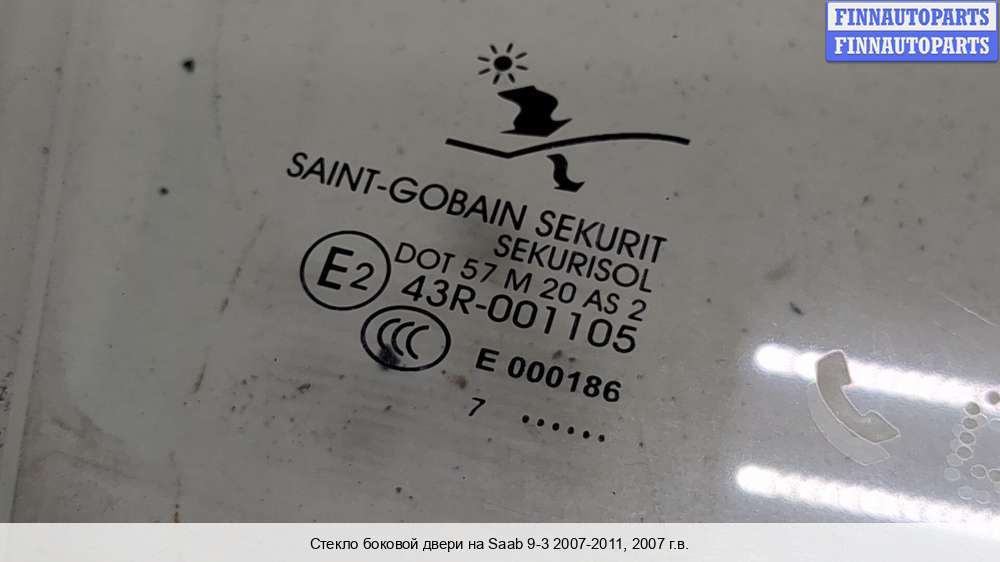 FINNAUTOPARTS
FINNAUTOPARTS
SAINT-GOBAIN SEKURIT
SEKURISOL
E2
DOT 57 M 20 AS 2
43R-001105
CCC
E 000186
7 ......
Стекло боковой двери на Saab 9-3 2007-2011, 2007 г.в.